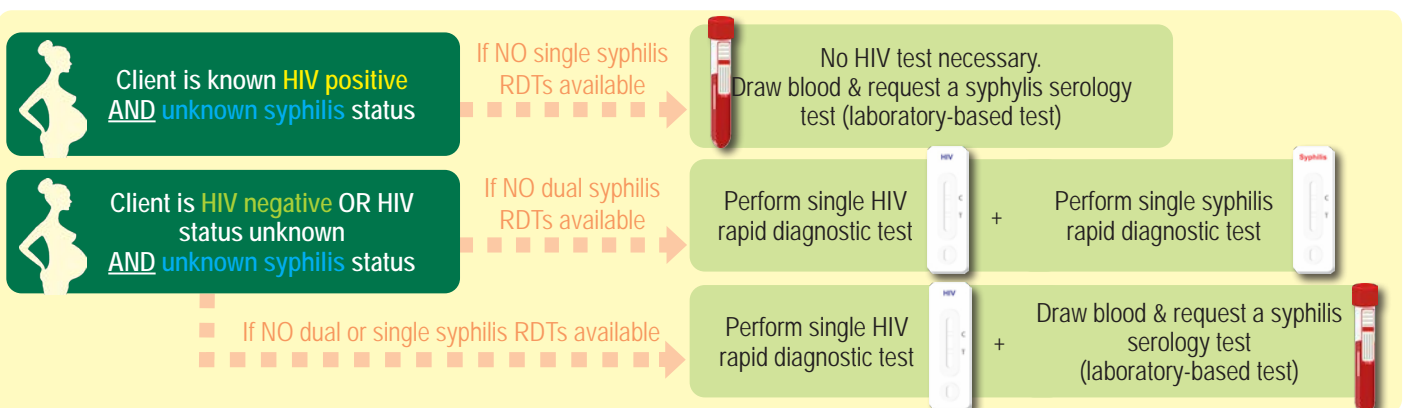 Client is known HIV positive
AND unknown syphilis status
If NO single syphilis
RDTs available
No HIV test necessary.
Draw blood & request a syphylis serology
test (laboratory-based test)
Client is HIV negative OR HIV
status unknown
AND unknown syphilis status
If NO dual syphilis
RDTs available
Perform single HIV
rapid diagnostic test
HIV
C
T
+
Perform single syphilis
rapid diagnostic test
Syphilis
C
T
If NO dual or single syphilis RDTs available
Perform single HIV
rapid diagnostic test
HIV
C
T
+
Draw blood & request a syphilis
serology test
(laboratory-based test)